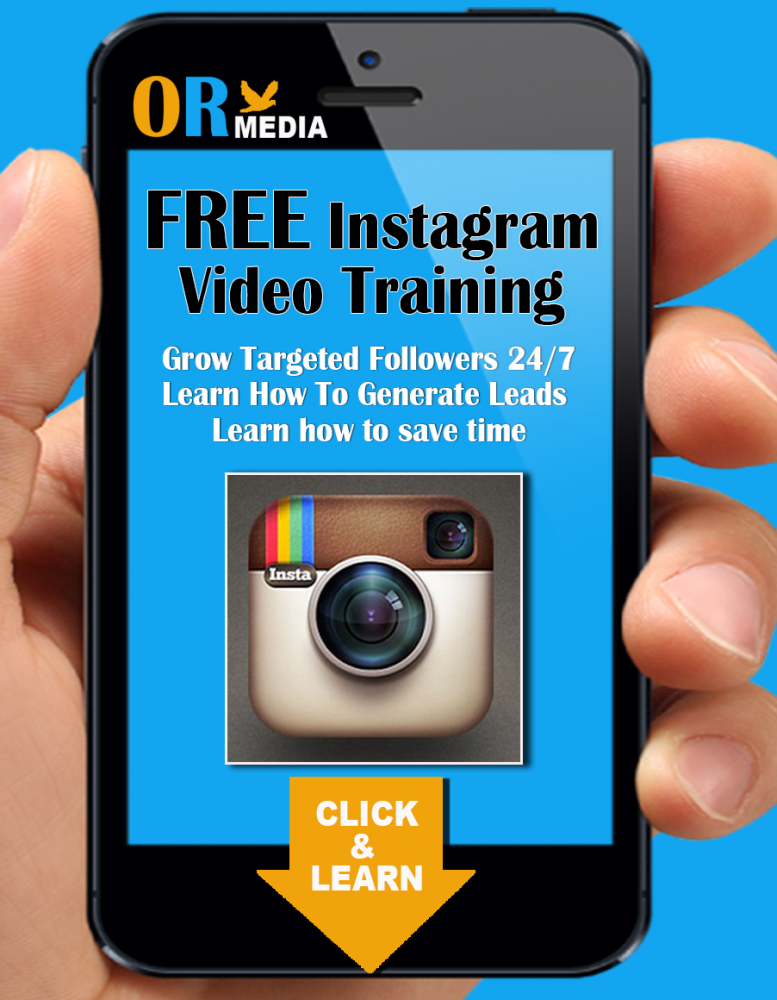 OR MEDIA
FREE Instagram
Video Training
Grow Targeted Followers 24/7
Learn How To Generate Leads
Learn how to save time
Insta
CLICK
&
LEARN